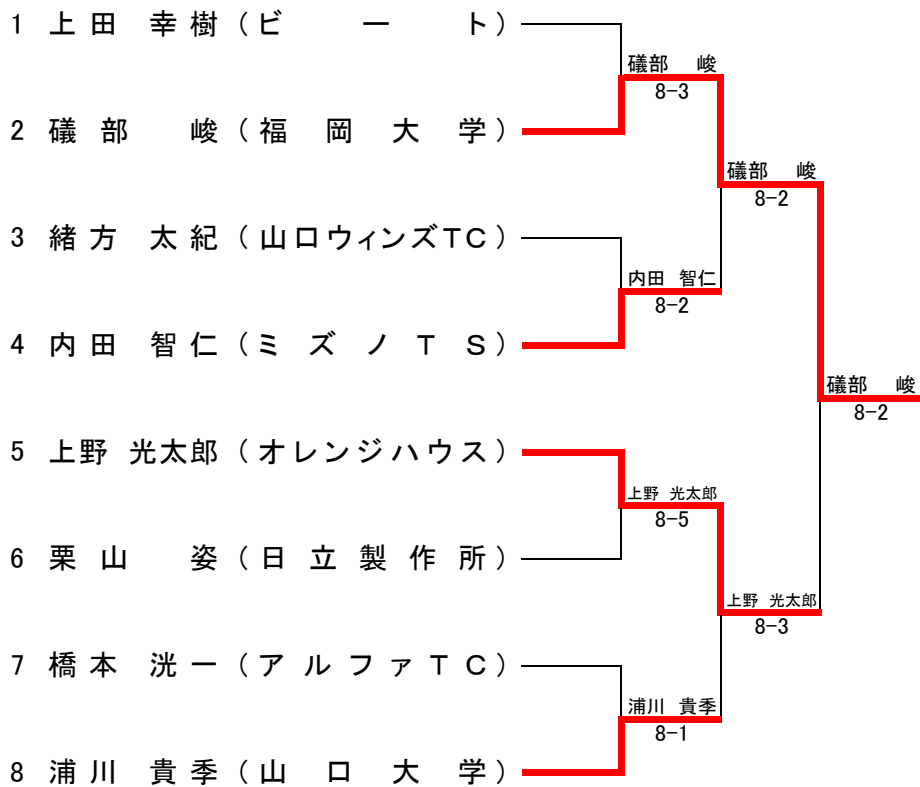 1 上田 幸樹 (ビート)
礒部 峻
8-3
2 礒部 峻 (福岡大学)
礒部 峻
8-2
3 緒方 太紀 (山口ウィンズTC)
内田 智仁
8-2
4 内田 智仁 (ミズノTS)
礒部 峻
8-2
5 上野 光太郎 (オレンジハウス)
上野 光太郎
8-5
6 栗山 姿 (日立製作所)
上野 光太郎
8-3
7 橋本 洸一 (アルファTC)
浦川 貴季
8-1
8 浦川 貴季 (山口大学)